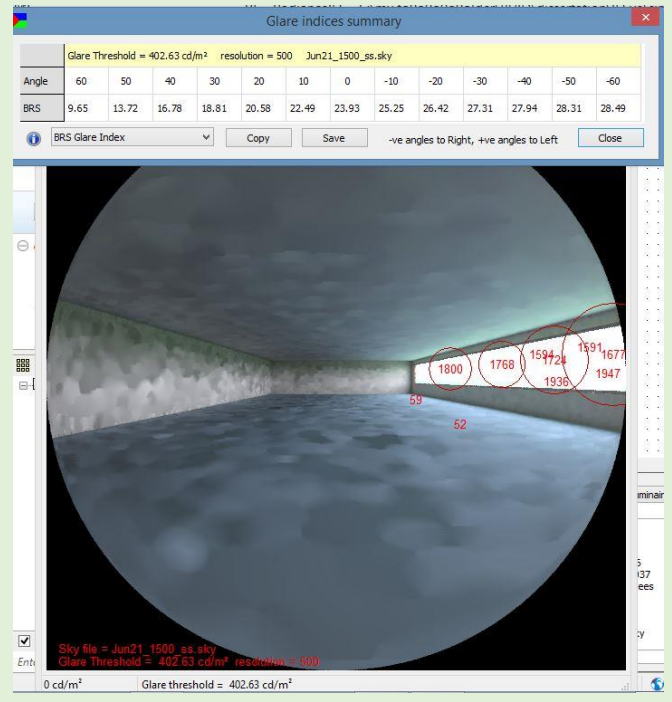 Glare indices summary
Glare Threshold = 402.63 cd/m² resolution = 500 Jun21_1500_ss.sky
Angle 60 50 40 30 20 10 0 -10 -20 -30 -40 -50 -60
BRS 9.65 13.72 16.78 18.81 20.58 22.49 23.93 25.25 26.42 27.31 27.94 28.31 28.49
BRS Glare Index Copy Save -ve angles to Right, +ve angles to Left Close
1591
1594 1677
1800 1768 1724
1947
1936
59
52
Sky file = Jun21_1500_ss.sky
Glare Threshold = 402.63 cd/m² resolution = 500
0 cd/m² Glare threshold = 402.63 cd/m²